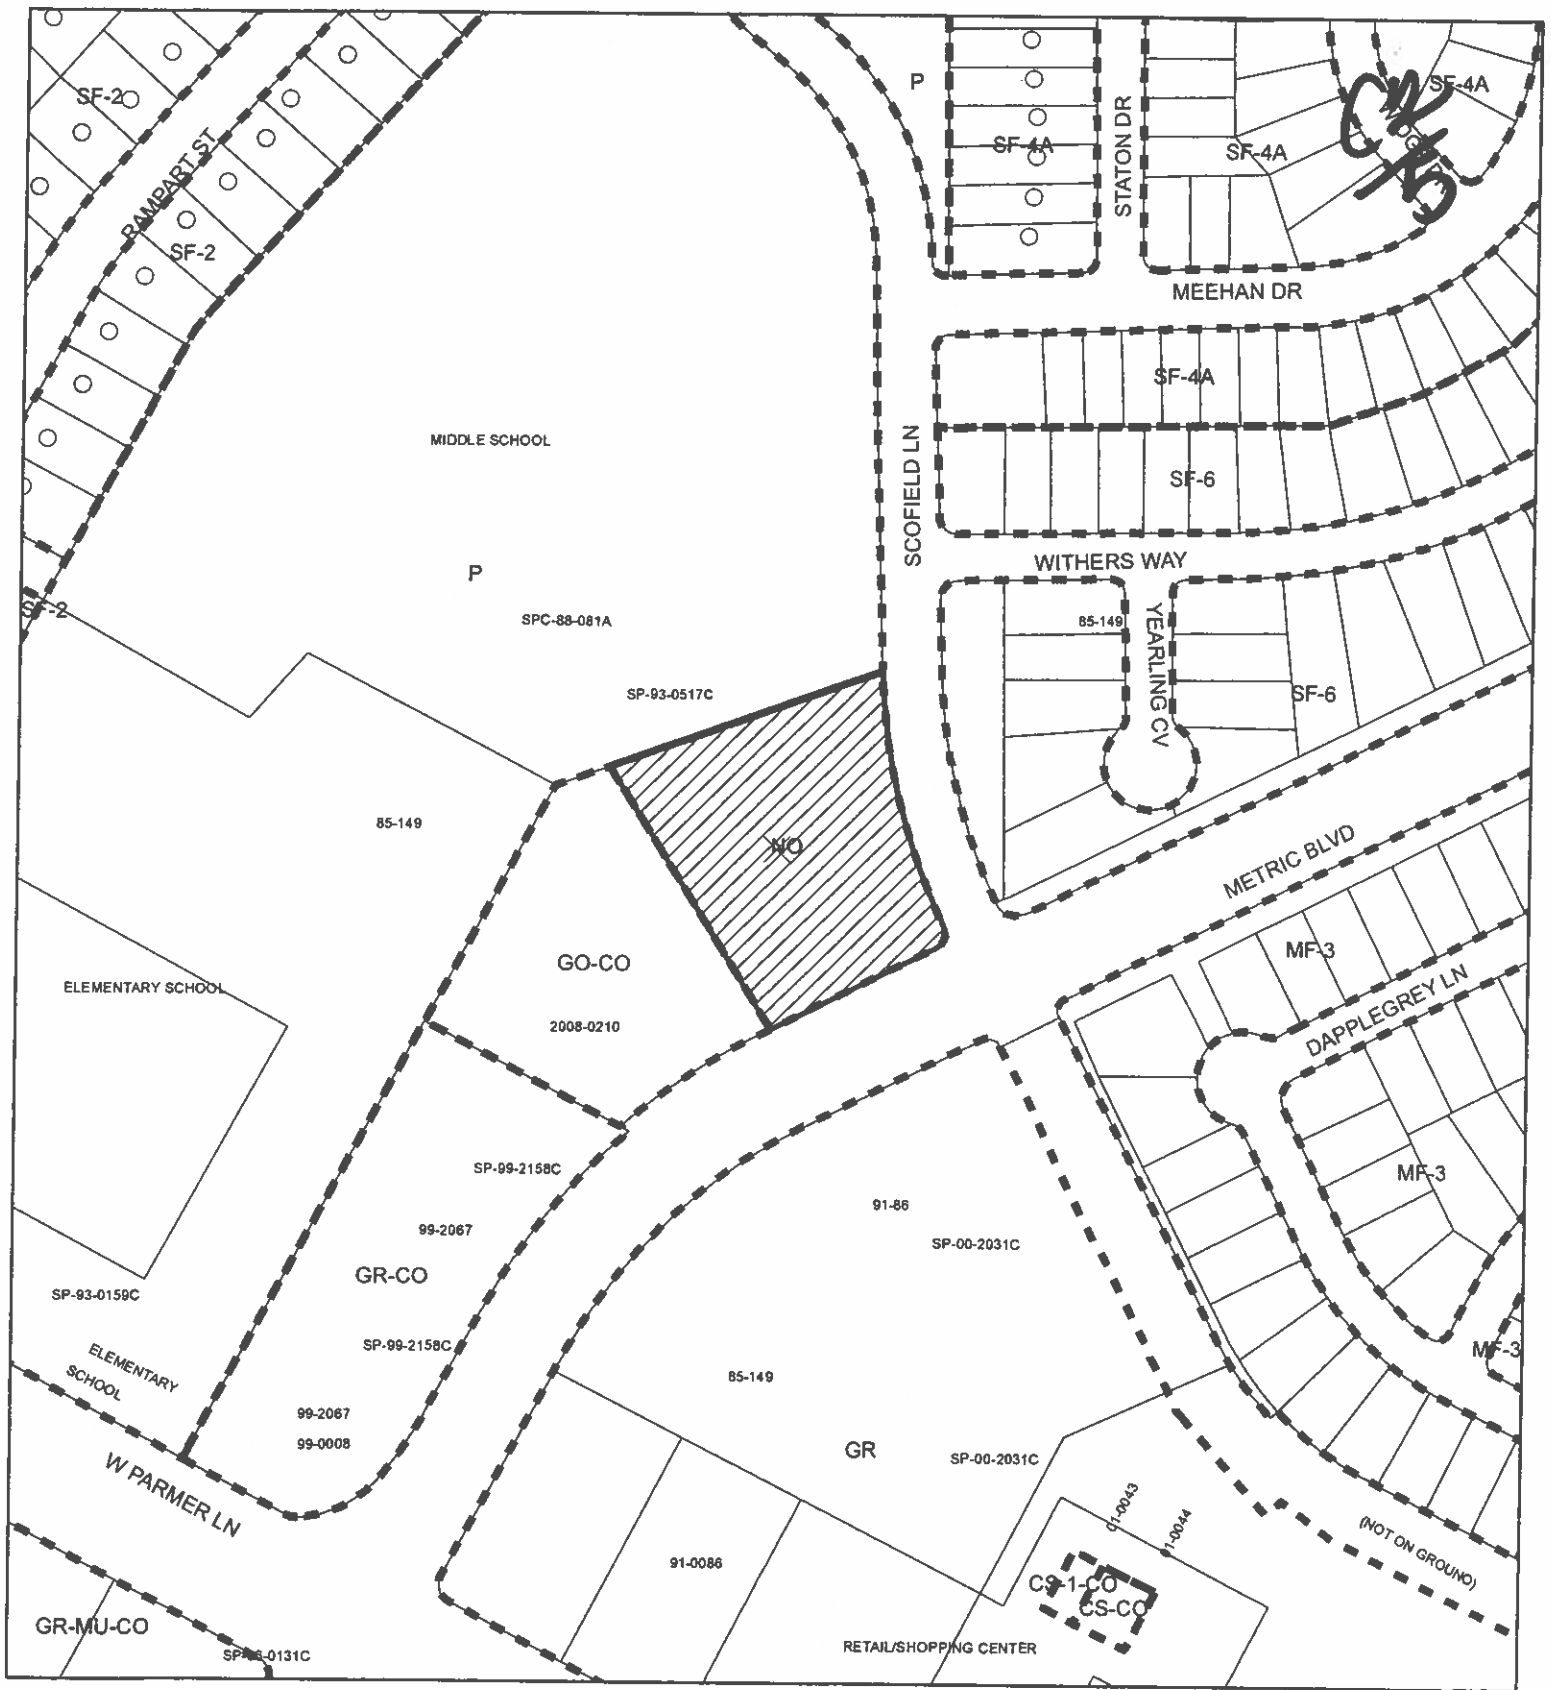 P
SF-2
SF-4A
RAMPART ST
STATON DR
SF-4A
SF-4A
SF-2
MEEHAN DR
SF-4A
MIDDLE SCHOOL
SCOFIELD LN
SF-6
P
WITHERS WAY
SF-2
SPC-88-081A
85-149
YEARLING CV
SP-93-0517C
SF-6
85-149
NO
METRIC BLVD
GO-CO
MF-3
ELEMENTARY SCHOOL
2008-0210
DAPPLEGREY LN
SP-99-2158C
MF-3
91-86
99-2067
SP-00-2031C
GR-CO
SP-93-0159C
SP-99-2158C
MF-3
ELEMENTARY
SCHOOL
85-149
99-2067
99-0008
GR
SP-00-2031C
W PARMER LN
01-0043
01-0044
(NOT ON GROUND)
91-0086
CS-1-CO
CS-CO
GR-MU-CO
RETAIL/SHOPPING CENTER